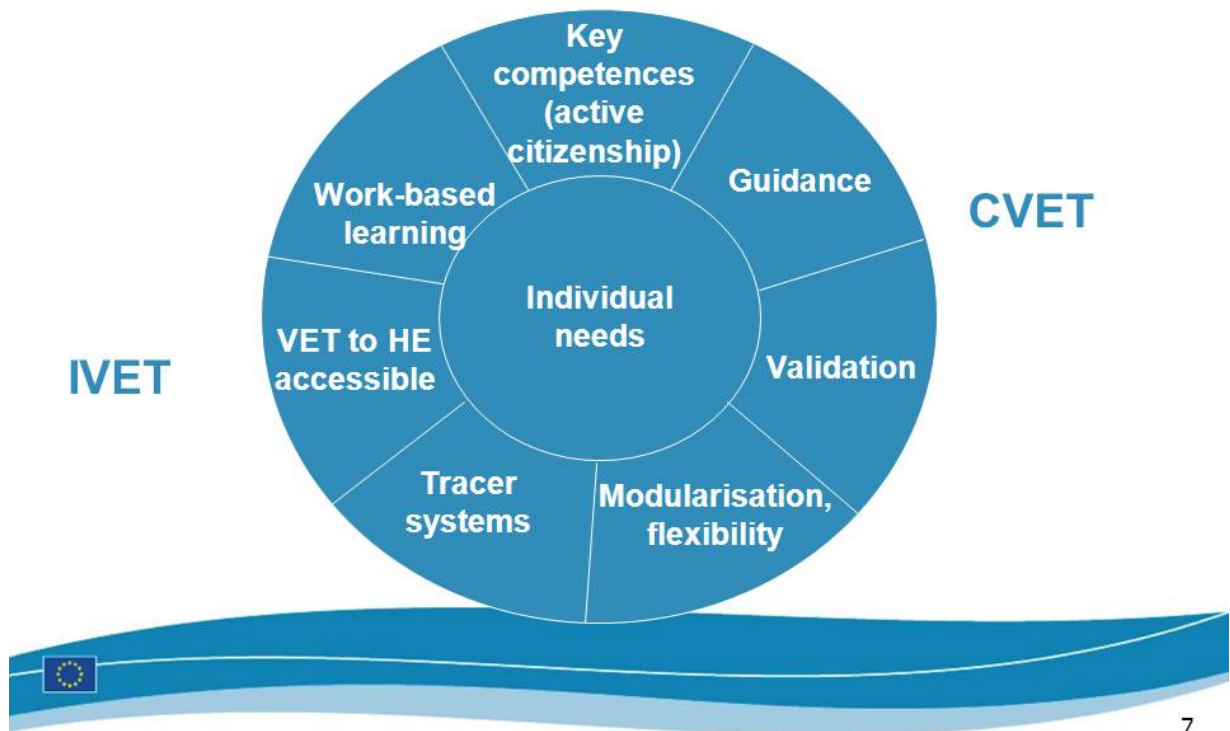 Key
competences
(active
citizenship)
Guidance
CVET
Work-based
learning
Individual
needs
VET to HE
accessible
IVET
Validation
Tracer
systems
Modularisation,
flexibility
7